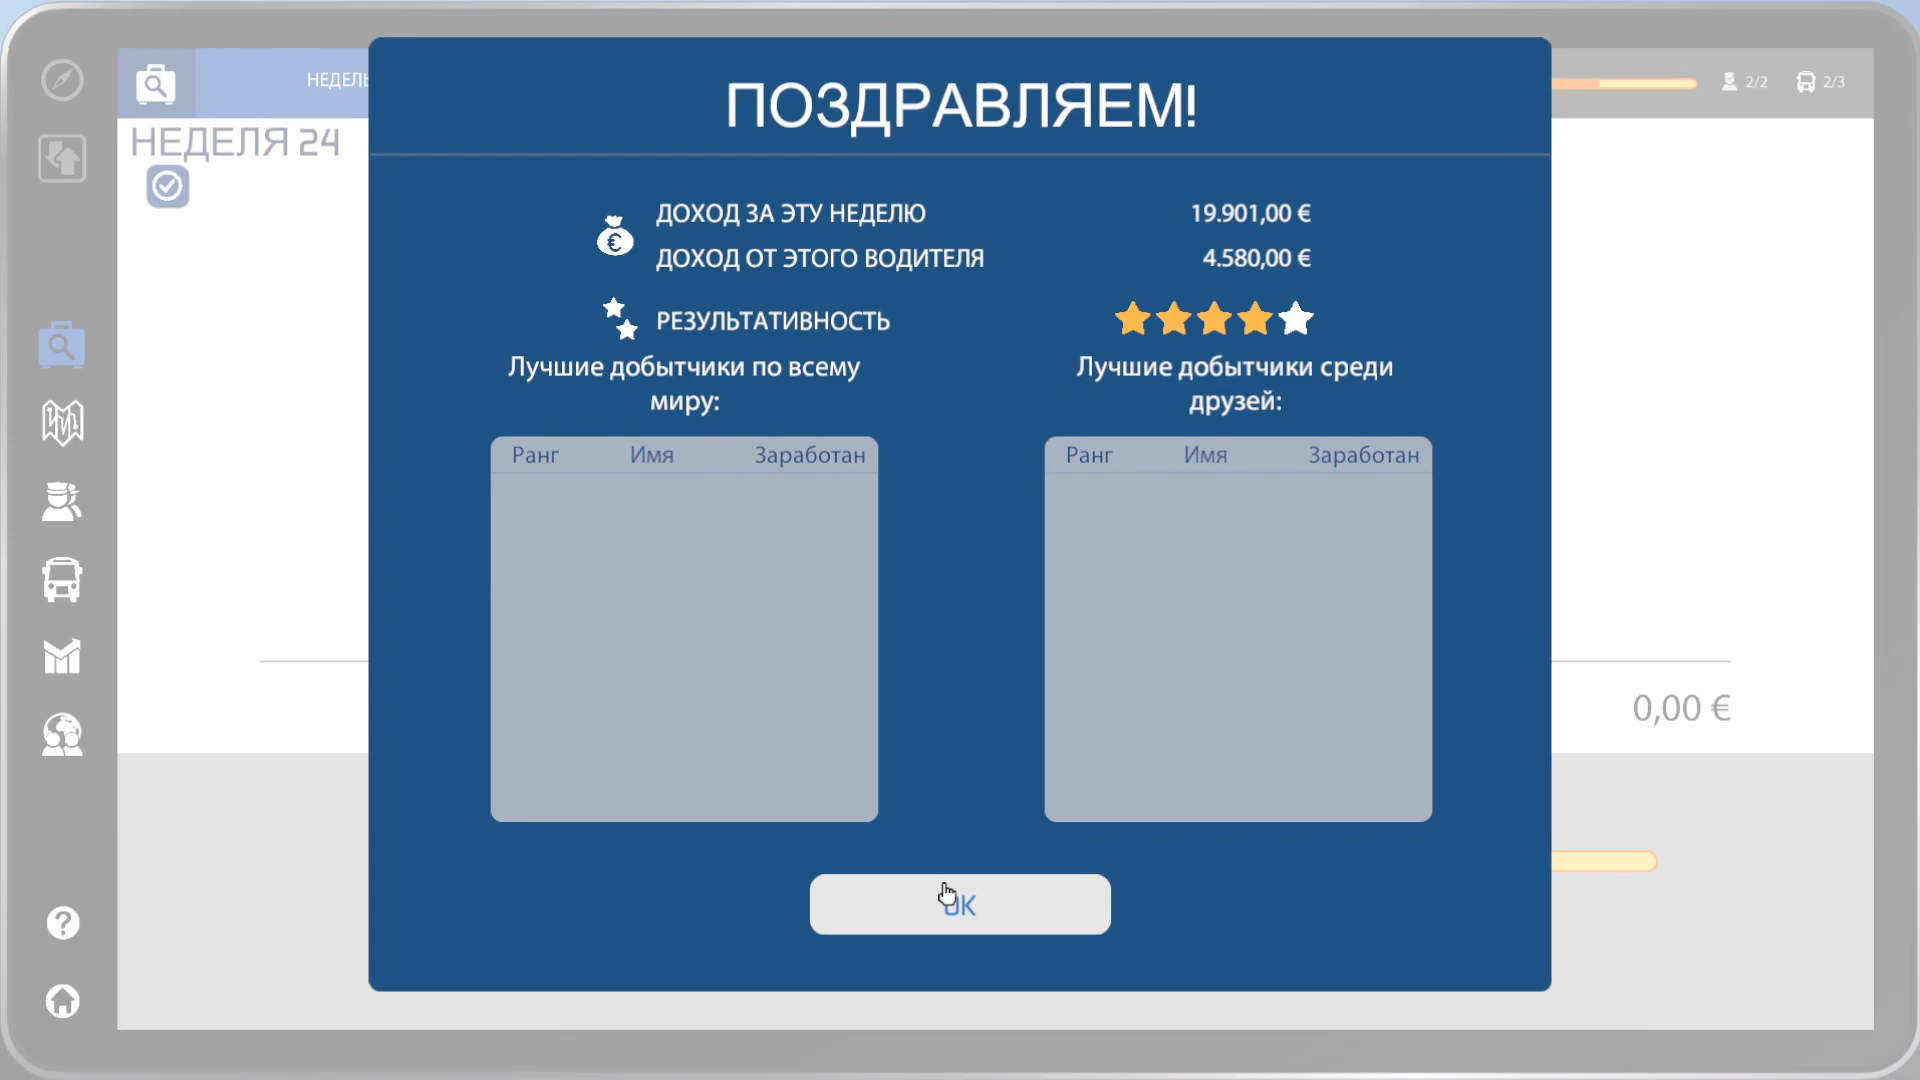 НЕДЕЛЬ
2/2
2/3
НЕДЕЛЯ 24
ПОЗДРАВЛЯЕМ!
ДОХОД ЗА ЭТУ НЕДЕЛЮ 19.901,00 €
ДОХОД ОТ ЭТОГО ВОДИТЕЛЯ 4.580,00 €
РЕЗУЛЬТАТИВНОСТЬ
Лучшие добытчики по всему
миру:
Ранг Имя Заработан
Лучшие добытчики среди
друзей:
Ранг Имя Заработан
0,00 €
OK